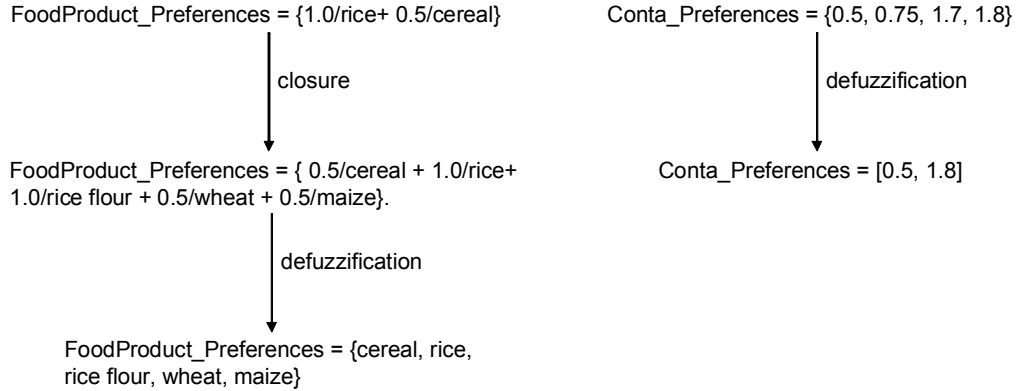 FoodProduct_Preferences = {1.0/rice+ 0.5/cereal}
closure
FoodProduct_Preferences = { 0.5/cereal + 1.0/rice+
1.0/rice flour + 0.5/wheat + 0.5/maize}.
defuzzification
FoodProduct_Preferences = {cereal, rice,
rice flour, wheat, maize}
Conta_Preferences = {0.5, 0.75, 1.7, 1.8}
defuzzification
Conta_Preferences = [0.5, 1.8]